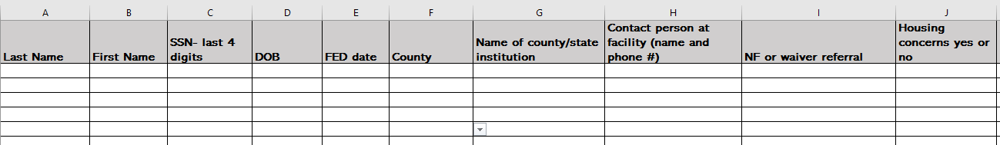 A B C D E F G H I J
Last Name
First Name
SSN- last 4
digits
DOB
FED date
County
Name of county/state
institution
Contact person at
facility (name and
phone #)
NF or waiver referral
Housing
concerns yes or
no